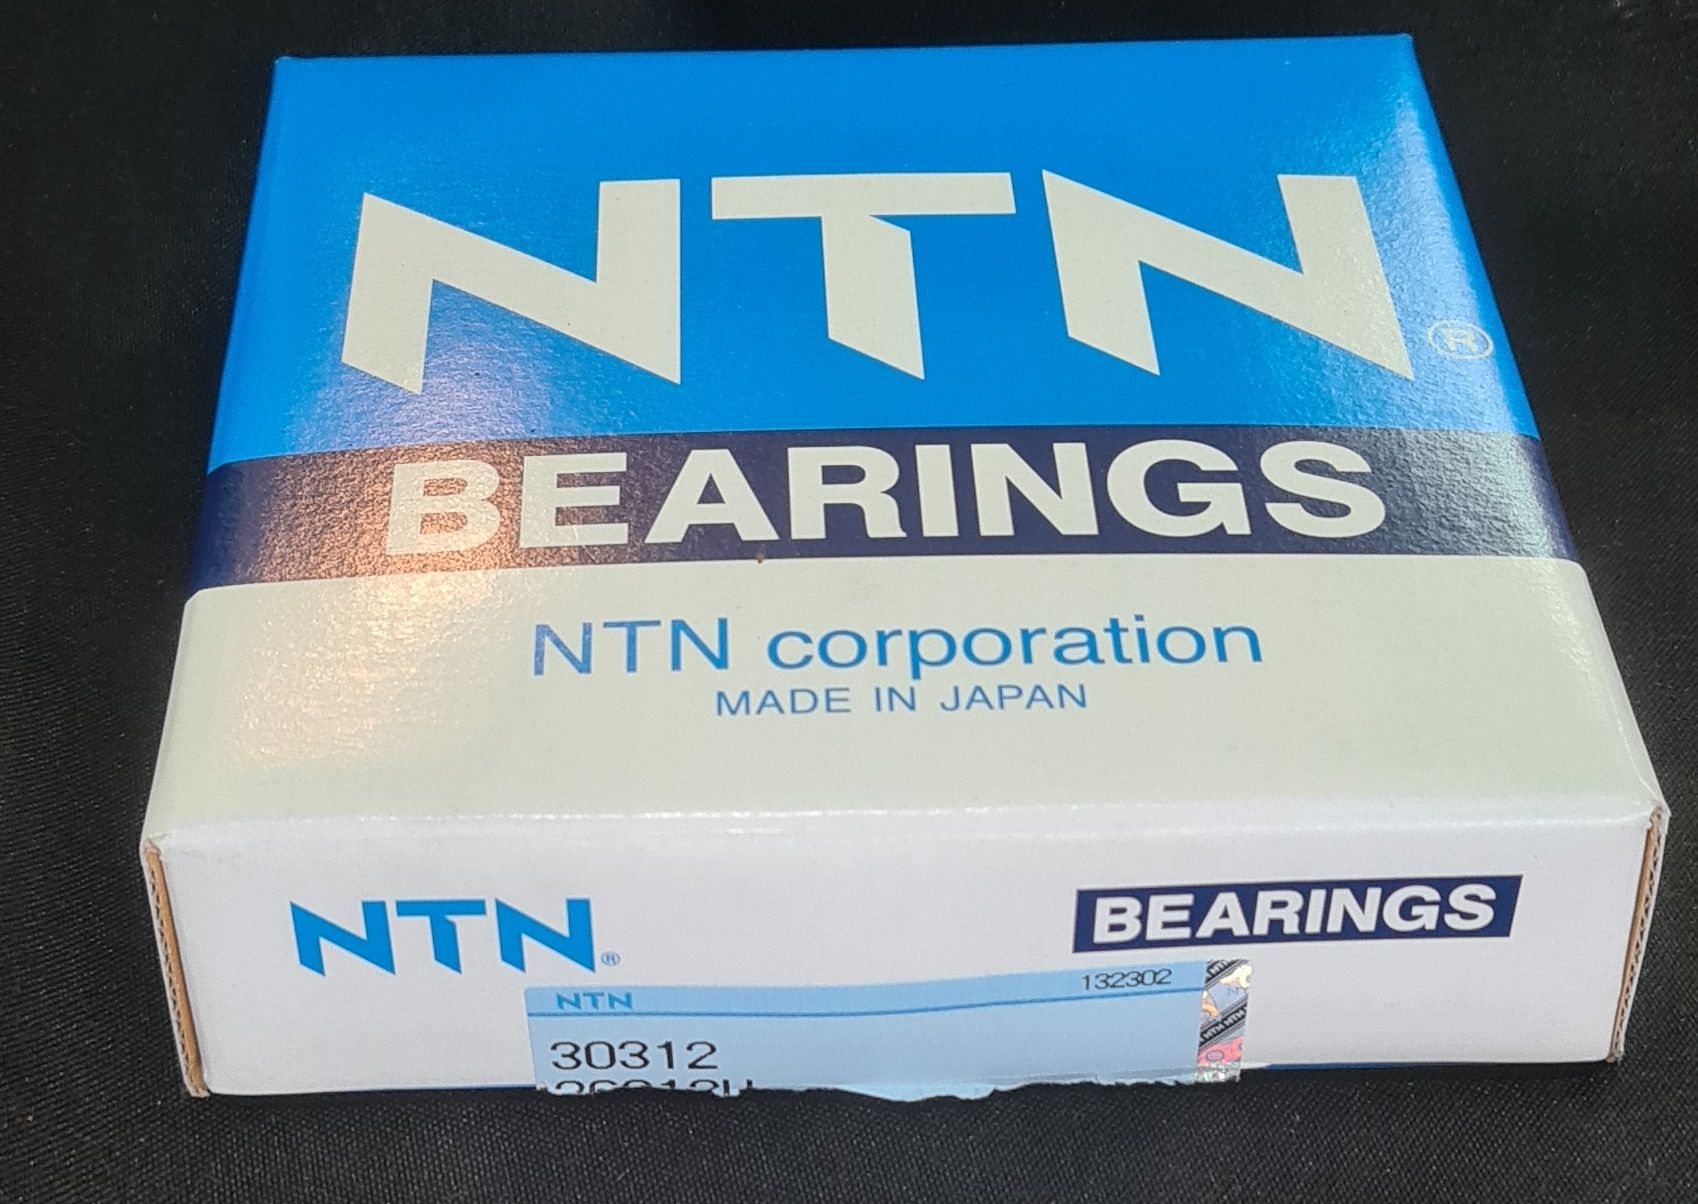 NTN®
BEARINGS
NTN corporation
MADE IN JAPAN
NTN®
BEARINGS
NTN
132302
30312